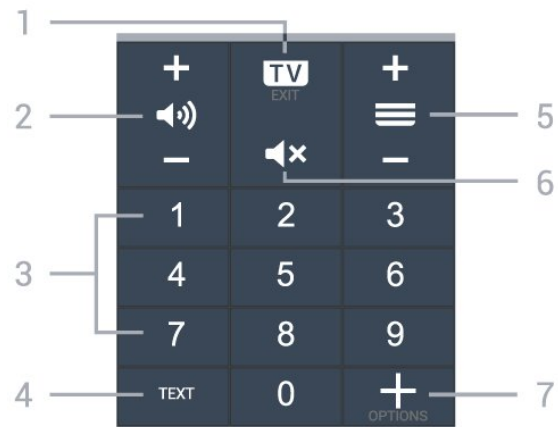 1
+ TV +
EXIT
2
5
- -
6
1 2 3
3
4 5 6
7 8 9
4 TEXT 0 + 7
OPTIONS